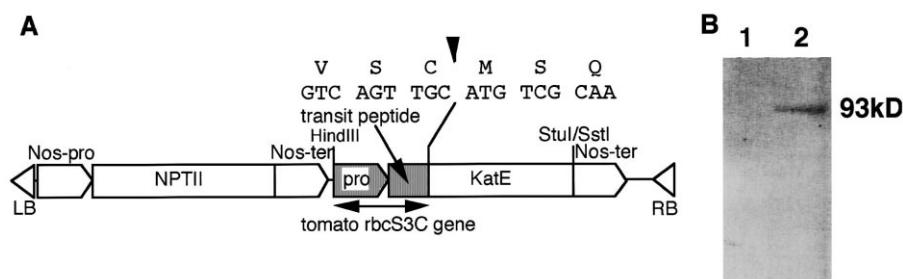 A
V S C M S Q
GTC AGT TGC ATG TCG CAA
transit peptide
HindIII
StuI/SstI
Nos-pro
Nos-ter
Nos-ter
NPTII
pro
KatE
LB
tomato rbcS3C gene
RB
B
1 2
93kD